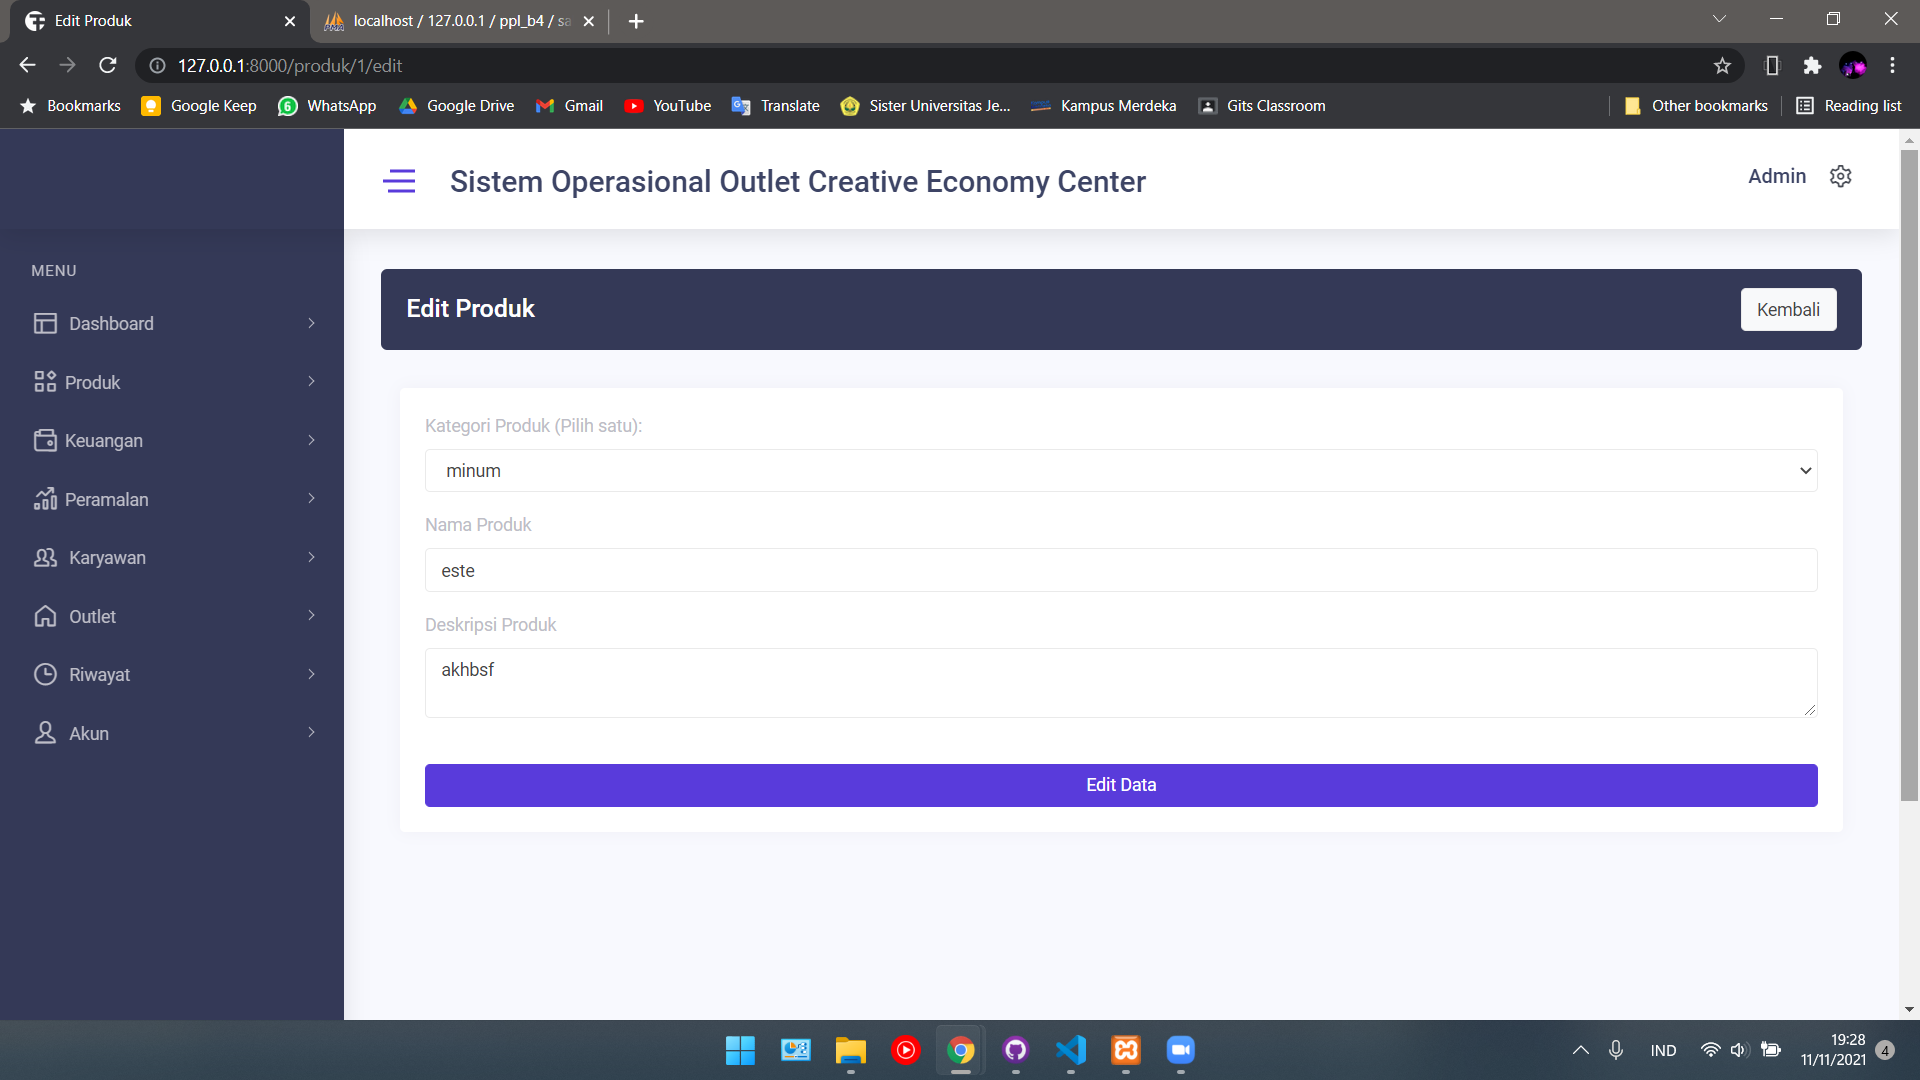 Edit Produk
localhost / 127.0.0.1 / ppl_b4 / sa
127.0.0.1:8000/produk/1/edit
Bookmarks
Google Keep
WhatsApp
Google Drive
Gmail
YouTube
Translate
Sister Universitas Je...
Kampus Merdeka
Gits Classroom
Other bookmarks
Reading list
Sistem Operasional Outlet Creative Economy Center
Admin
MENU
Dashboard
Produk
Keuangan
Peramalan
Karyawan
Outlet
Riwayat
Akun
Edit Produk
Kembali
Kategori Produk (Pilih satu):
minum
Nama Produk
este
Deskripsi Produk
akhbsf
Edit Data
IND
19:28
11/11/2021
4